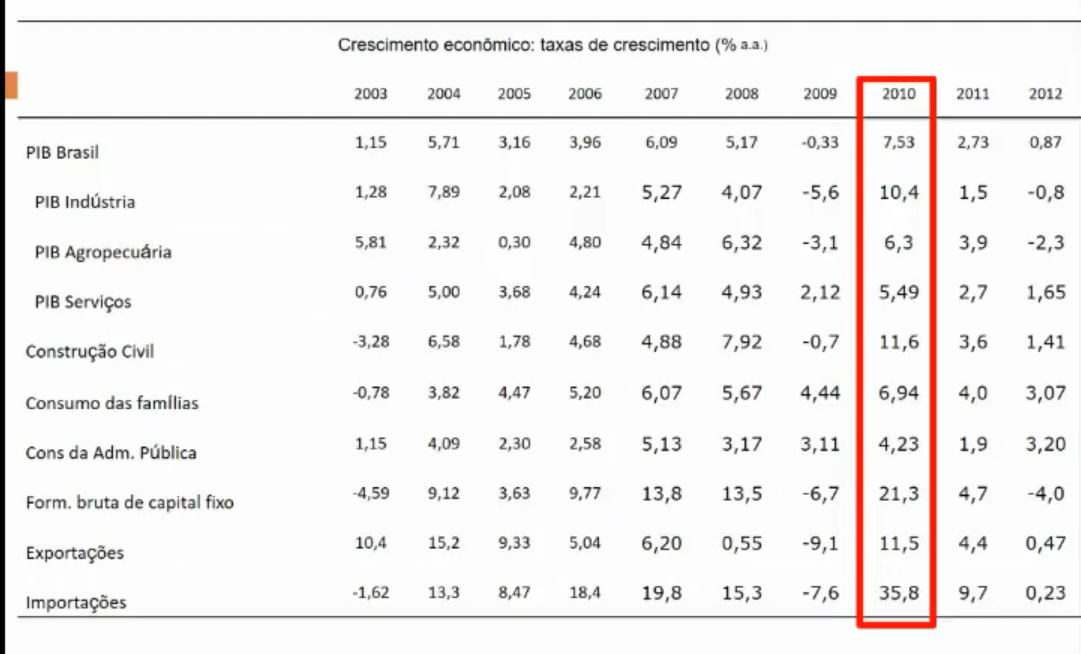 Crescimento econômico: taxas de crescimento (% a.a.)
2003 2004 2005 2006 2007 2008 2009 2010 2011 2012
PIB Brasil 1,15 5,71 3,16 3,96 6,09 5,17 -0,33 7,53 2,73 0,87
PIB Indústria 1,28 7,89 2,08 2,21 5,27 4,07 -5,6 10,4 1,5 -0,8
PIB Agropecuária 5,81 2,32 0,30 4,80 4,84 6,32 -3,1 6,3 3,9 -2,3
PIB Serviços 0,76 5,00 3,68 4,24 6,14 4,93 2,12 5,49 2,7 1,65
Construção Civil -3,28 6,58 1,78 4,68 4,88 7,92 -0,7 11,6 3,6 1,41
Consumo das famílias -0,78 3,82 4,47 5,20 6,07 5,67 4,44 6,94 4,0 3,07
Cons da Adm. Pública 1,15 4,09 2,30 2,58 5,13 3,17 3,11 4,23 1,9 3,20
Form. bruta de capital fixo -4,59 9,12 3,63 9,77 13,8 13,5 -6,7 21,3 4,7 -4,0
Exportações 10,4 15,2 9,33 5,04 6,20 0,55 -9,1 11,5 4,4 0,47
Importações -1,62 13,3 8,47 18,4 19,8 15,3 -7,6 35,8 9,7 0,23